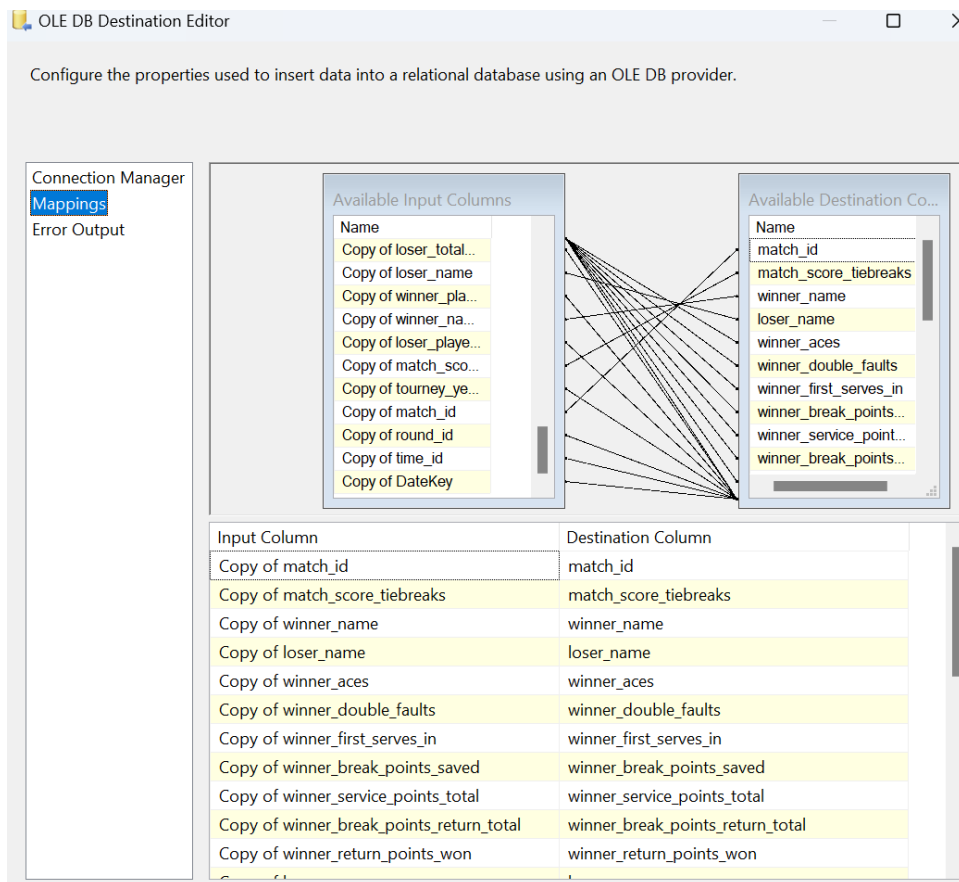 OLE DB Destination Editor
Configure the properties used to insert data into a relational database using an OLE DB provider.
Connection Manager
Mappings
Error Output
Available Input Columns
Name
Copy of loser_total...
Copy of loser_name
Copy of winner_pla...
Copy of winner_na...
Copy of loser_playe...
Copy of match_sco...
Copy of tourney_ye...
Copy of match_id
Copy of round_id
Copy of time_id
Copy of DateKey
Available Destination Co...
Name
match_id
match_score_tiebreaks
winner_name
loser_name
winner_aces
winner_double_faults
winner_first_serves_in
winner_break_points...
winner_service_point...
winner_break_points...
Input Column Destination Column
Copy of match_id match_id
Copy of match_score_tiebreaks match_score_tiebreaks
Copy of winner_name winner_name
Copy of loser_name loser_name
Copy of winner_aces winner_aces
Copy of winner_double_faults winner_double_faults
Copy of winner_first_serves_in winner_first_serves_in
Copy of winner_break_points_saved winner_break_points_saved
Copy of winner_service_points_total winner_service_points_total
Copy of winner_break_points_return_total winner_break_points_return_total
Copy of winner_return_points_won winner_return_points_won